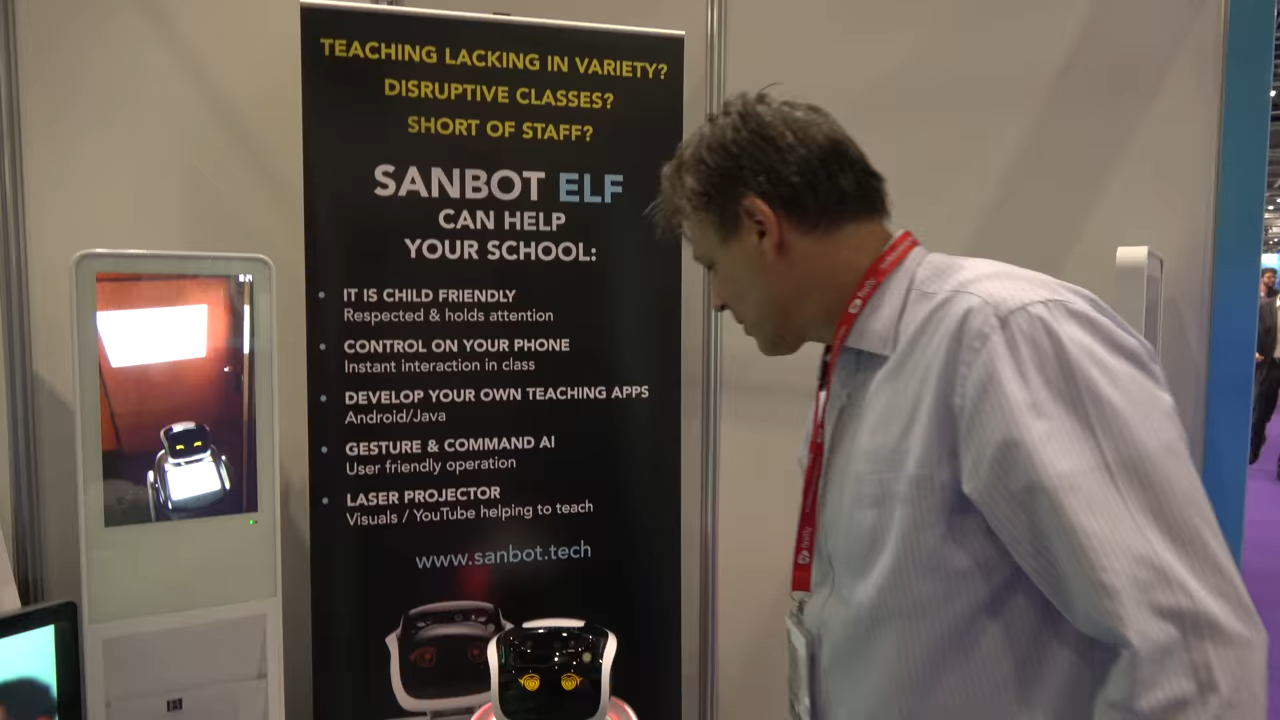 TEACHING LACKING IN VARIETY?
DISRUPTIVE CLASSES?
SHORT OF STAFF?
SANBOT ELF
CAN HELP
YOUR SCHOOL:
• IT IS CHILD FRIENDLY
Respected & holds attention
• CONTROL ON YOUR PHONE
Instant interaction in class
• DEVELOP YOUR OWN TEACHING APPS
Android/Java
• GESTURE & COMMAND AI
User friendly operation
• LASER PROJECTOR
Visuals / YouTube helping to teach
www.sanbot.tech
firefly
firefly